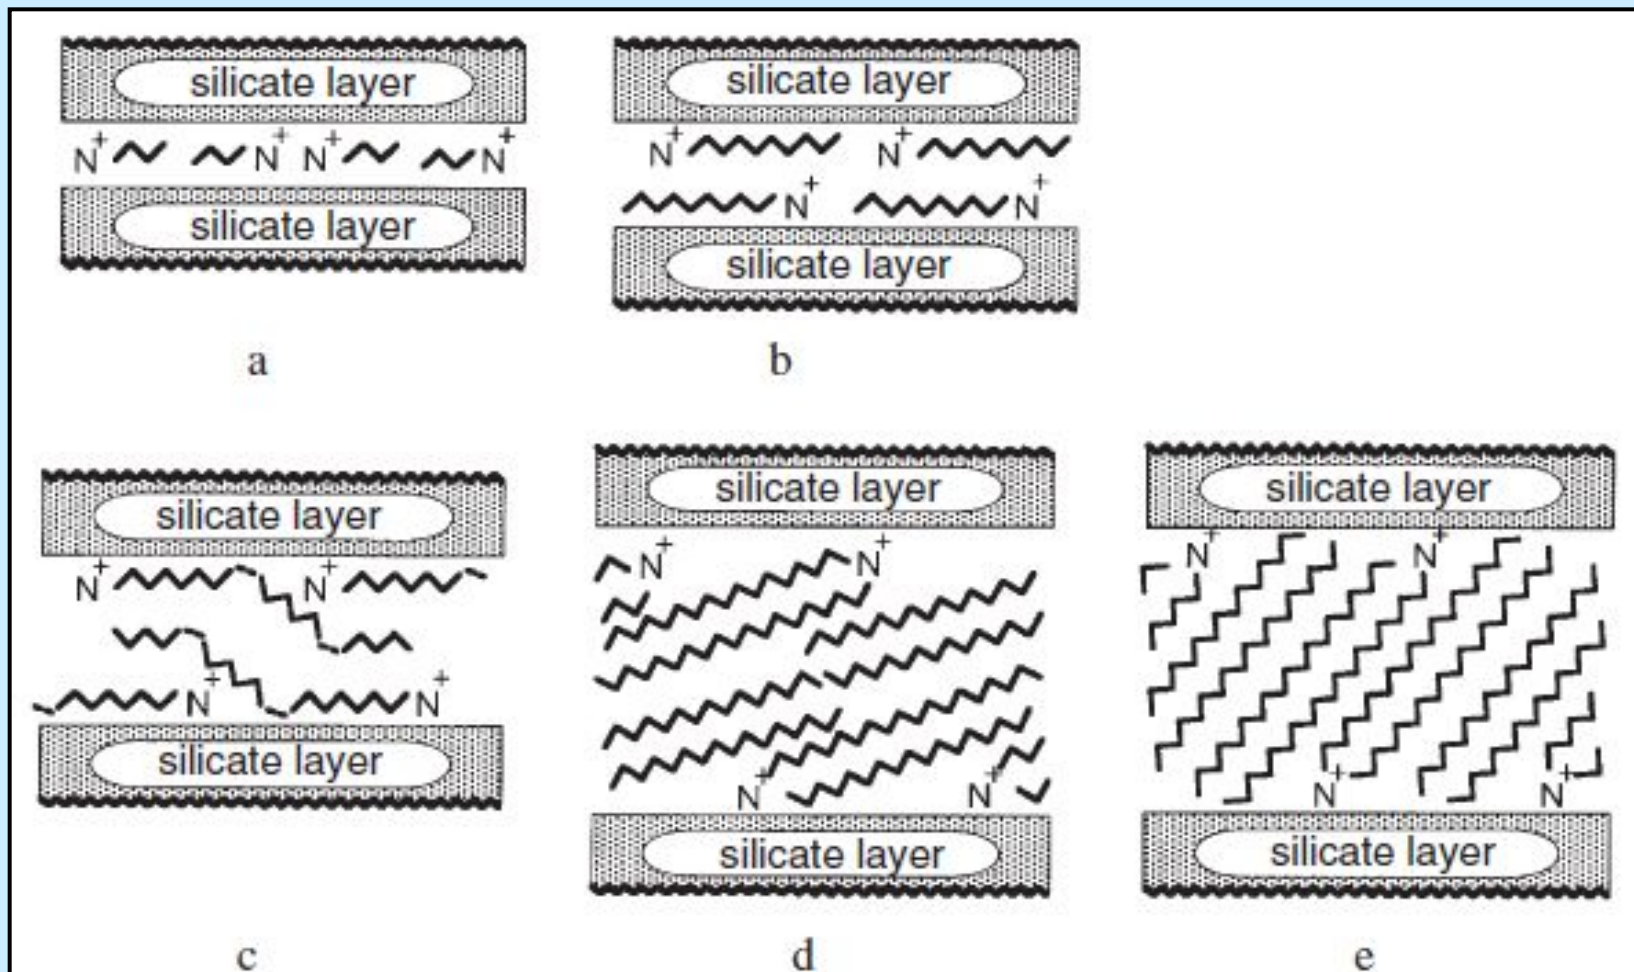 silicate layer
silicate layer
N+ N+ N+ N+
N+ N+
silicate layer
N+ N+
silicate layer
a
b
silicate layer
silicate layer
silicate layer
N+ N+
N+ N+
N+ N+
N+ N+
N+ N+
N+ N+
silicate layer
silicate layer
silicate layer
c
d
e